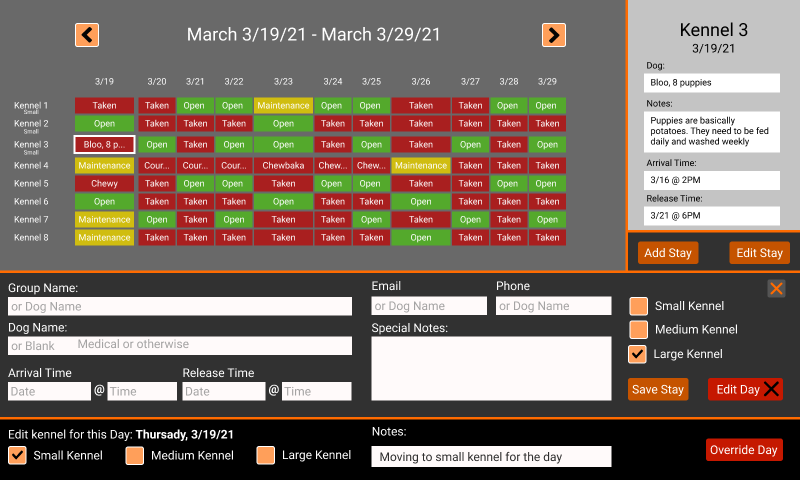 March 3/19/21 - March 3/29/21
3/19 3/20 3/21 3/22 3/23 3/24 3/25 3/26 3/27 3/28 3/29
Kennel 1 Small Taken Taken Open Open Maintenance Open Open Taken Taken Open Open
Kennel 2 Small Open Taken Taken Taken Open Taken Taken Taken Taken Taken Taken
Kennel 3 Small Bloo, 8 p... Open Taken Open Open Taken Open Taken Open Taken Open
Kennel 4 Maintenance Cour... Cour... Cour... Chewbaka Chew... Chew... Maintenance Taken Taken Taken
Kennel 5 Chewy Taken Open Open Taken Open Open Taken Taken Open Open
Kennel 6 Open Taken Taken Taken Open Taken Taken Open Taken Taken Taken
Kennel 7 Maintenance Open Taken Open Taken Taken Open Taken Open Taken Open
Kennel 8 Maintenance Taken Taken Taken Taken Taken Taken Open Taken Taken Taken
Kennel 3
3/19/21
Dog:
Bloo, 8 puppies
Notes:
Puppies are basically
potatoes. They need to be fed
daily and washed weekly
Arrival Time:
3/16 @ 2PM
Release Time:
3/21 @ 6PM
Add Stay Edit Stay
Group Name:
or Dog Name
Dog Name:
or Blank Medical or otherwise
Arrival Time Release Time
Date @ Time Date @ Time
Email Phone
or Dog Name or Dog Name
Special Notes:
Small Kennel
Medium Kennel
Large Kennel
Save Stay Edit Day
Edit kennel for this Day: Thursady, 3/19/21
Small Kennel Medium Kennel Large Kennel
Notes:
Moving to small kennel for the day
Override Day